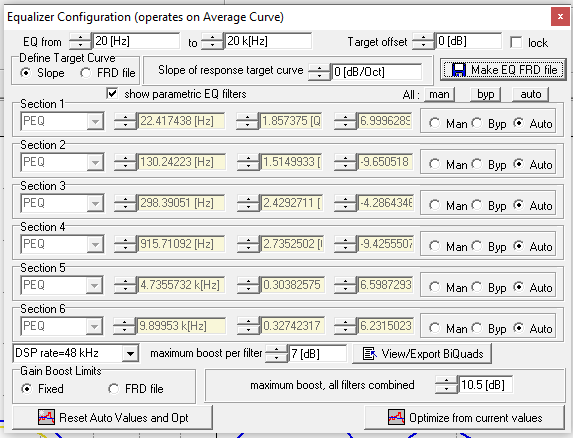 Equalizer Configuration (operates on Average Curve)
EQ from 20 [Hz] to 20 k[Hz] Target offset 0 [dB] lock
Define Target Curve
Slope FRD file Slope of response target curve 0 [dB/Oct] Make EQ FRD file
show parametric EQ filters All : man byp auto
Section 1
PEQ 22.417438 [Hz] 1.857375 [Q 6.9996289 Man Byp Auto
Section 2
PEQ 130.24223 [Hz] 1.5149933 [ -9.650518 Man Byp Auto
Section 3
PEQ 298.39051 [Hz] 2.4292711 [ -4.2864346 Man Byp Auto
Section 4
PEQ 915.71092 [Hz] 2.7352502 [ -9.4255507 Man Byp Auto
Section 5
PEQ 4.7355732 k[Hz] 0.30382575 6.5987293 Man Byp Auto
Section 6
PEQ 9.89953 k[Hz] 0.32742317 6.2315023 Man Byp Auto
DSP rate=48 kHz maximum boost per filter 7 [dB] View/Export BiQuads
Gain Boost Limits
Fixed FRD file maximum boost, all filters combined 10.5 [dB]
Reset Auto Values and Opt Optimize from current values